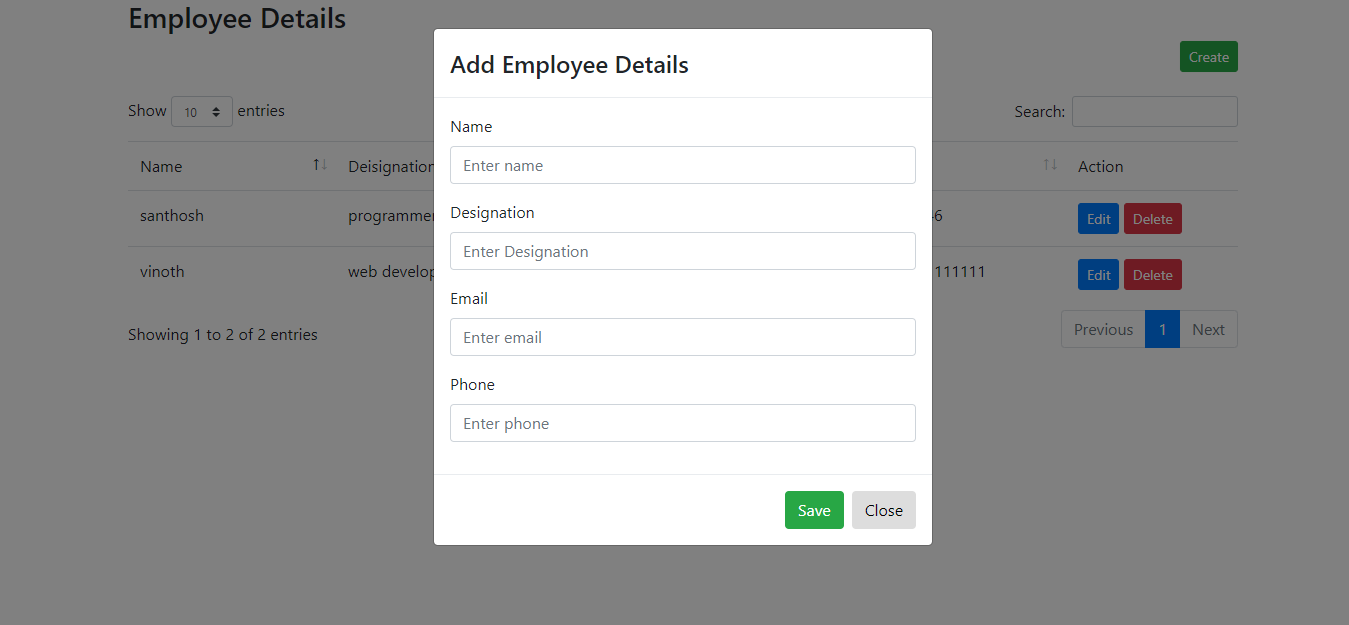 Employee Details
Create
Show 10 entries
Search:
Name Deisignation Action
santhosh programmer Edit Delete
vinoth web develop 111111 Edit Delete
Showing 1 to 2 of 2 entries
Previous 1 Next
Add Employee Details
Name
Enter name
Designation
Enter Designation
Email
Enter email
Phone
Enter phone
Save Close